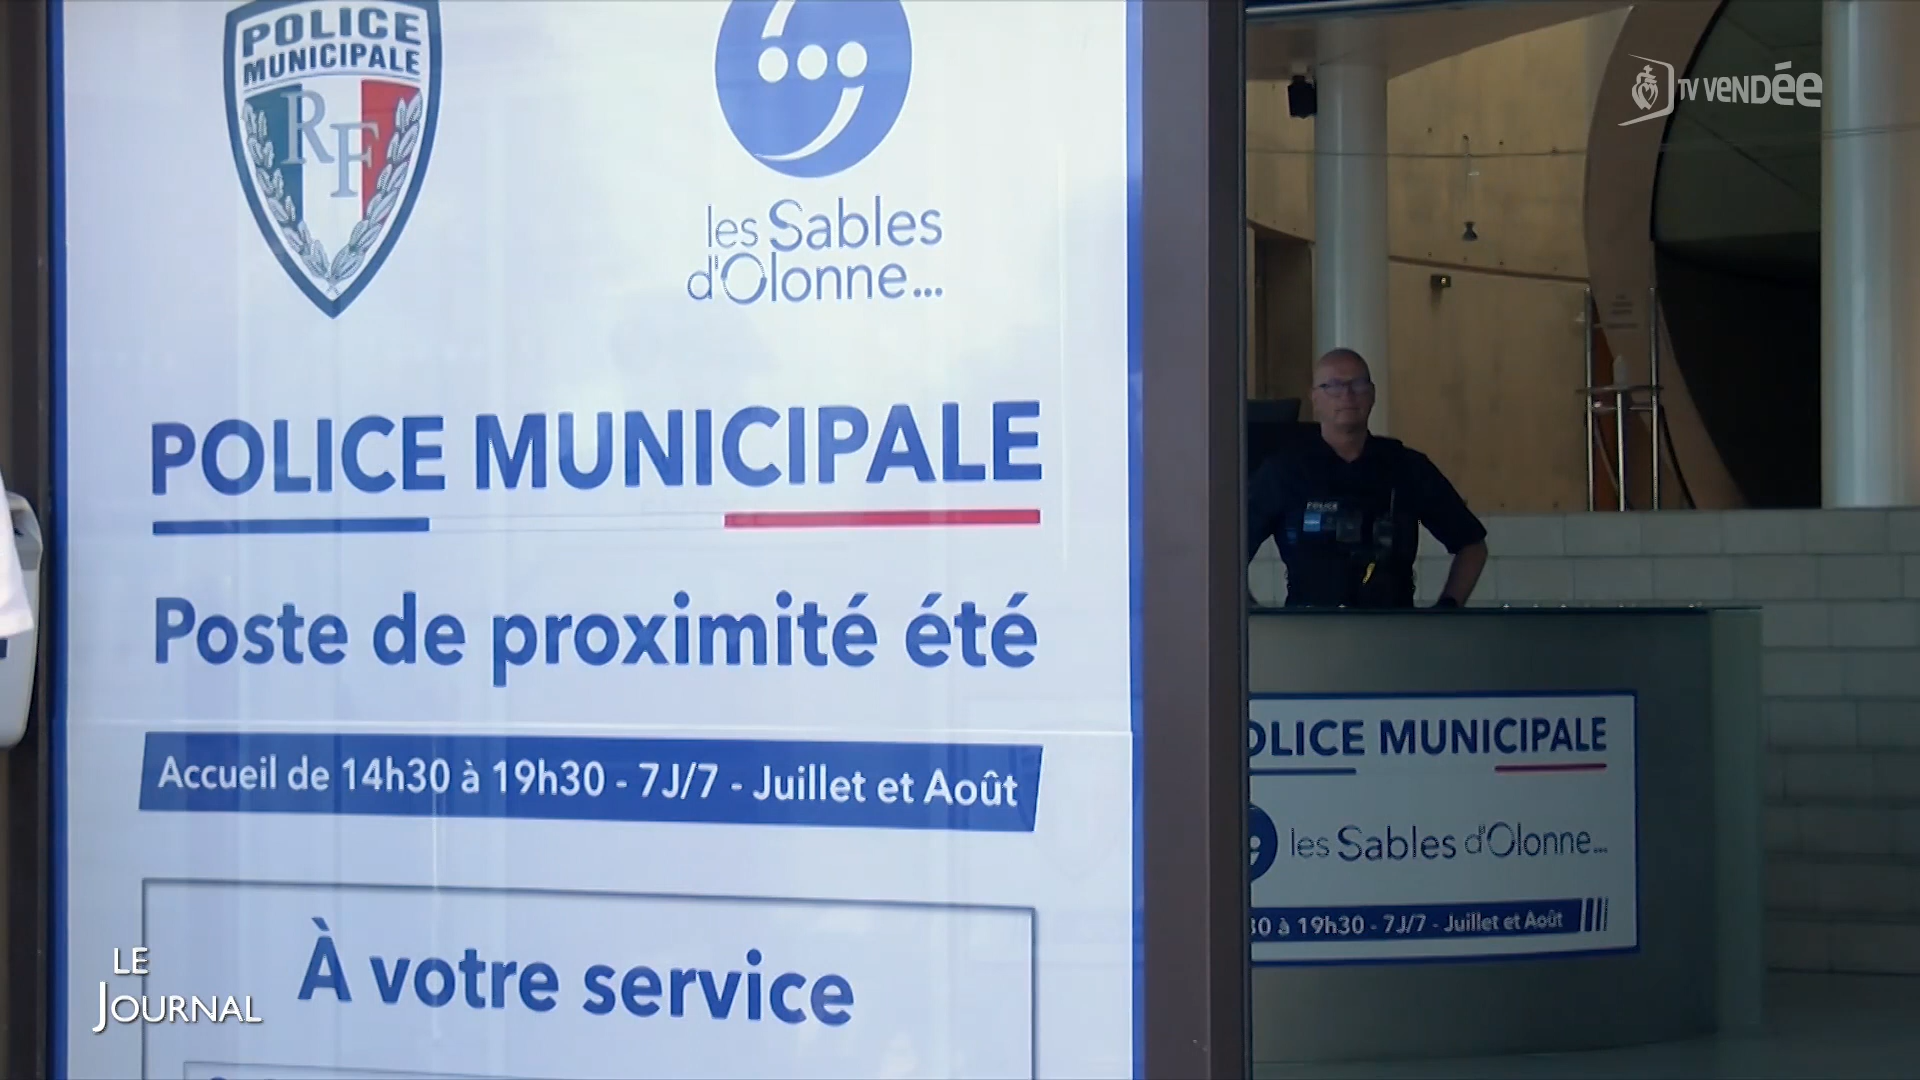 POLICE
MUNICIPALE
RF
les Sables
d'Olonne...
POLICE MUNICIPALE
Poste de proximité été
Accueil de 14h30 à 19h30 - 7J/7 - Juillet et Août
À votre service
LE
JOURNAL
TV VENDÉE
POLICE
OLICE MUNICIPALE
les Sables d'Olonne...
30 à 19h30 - 7J/7 - Juillet et Août